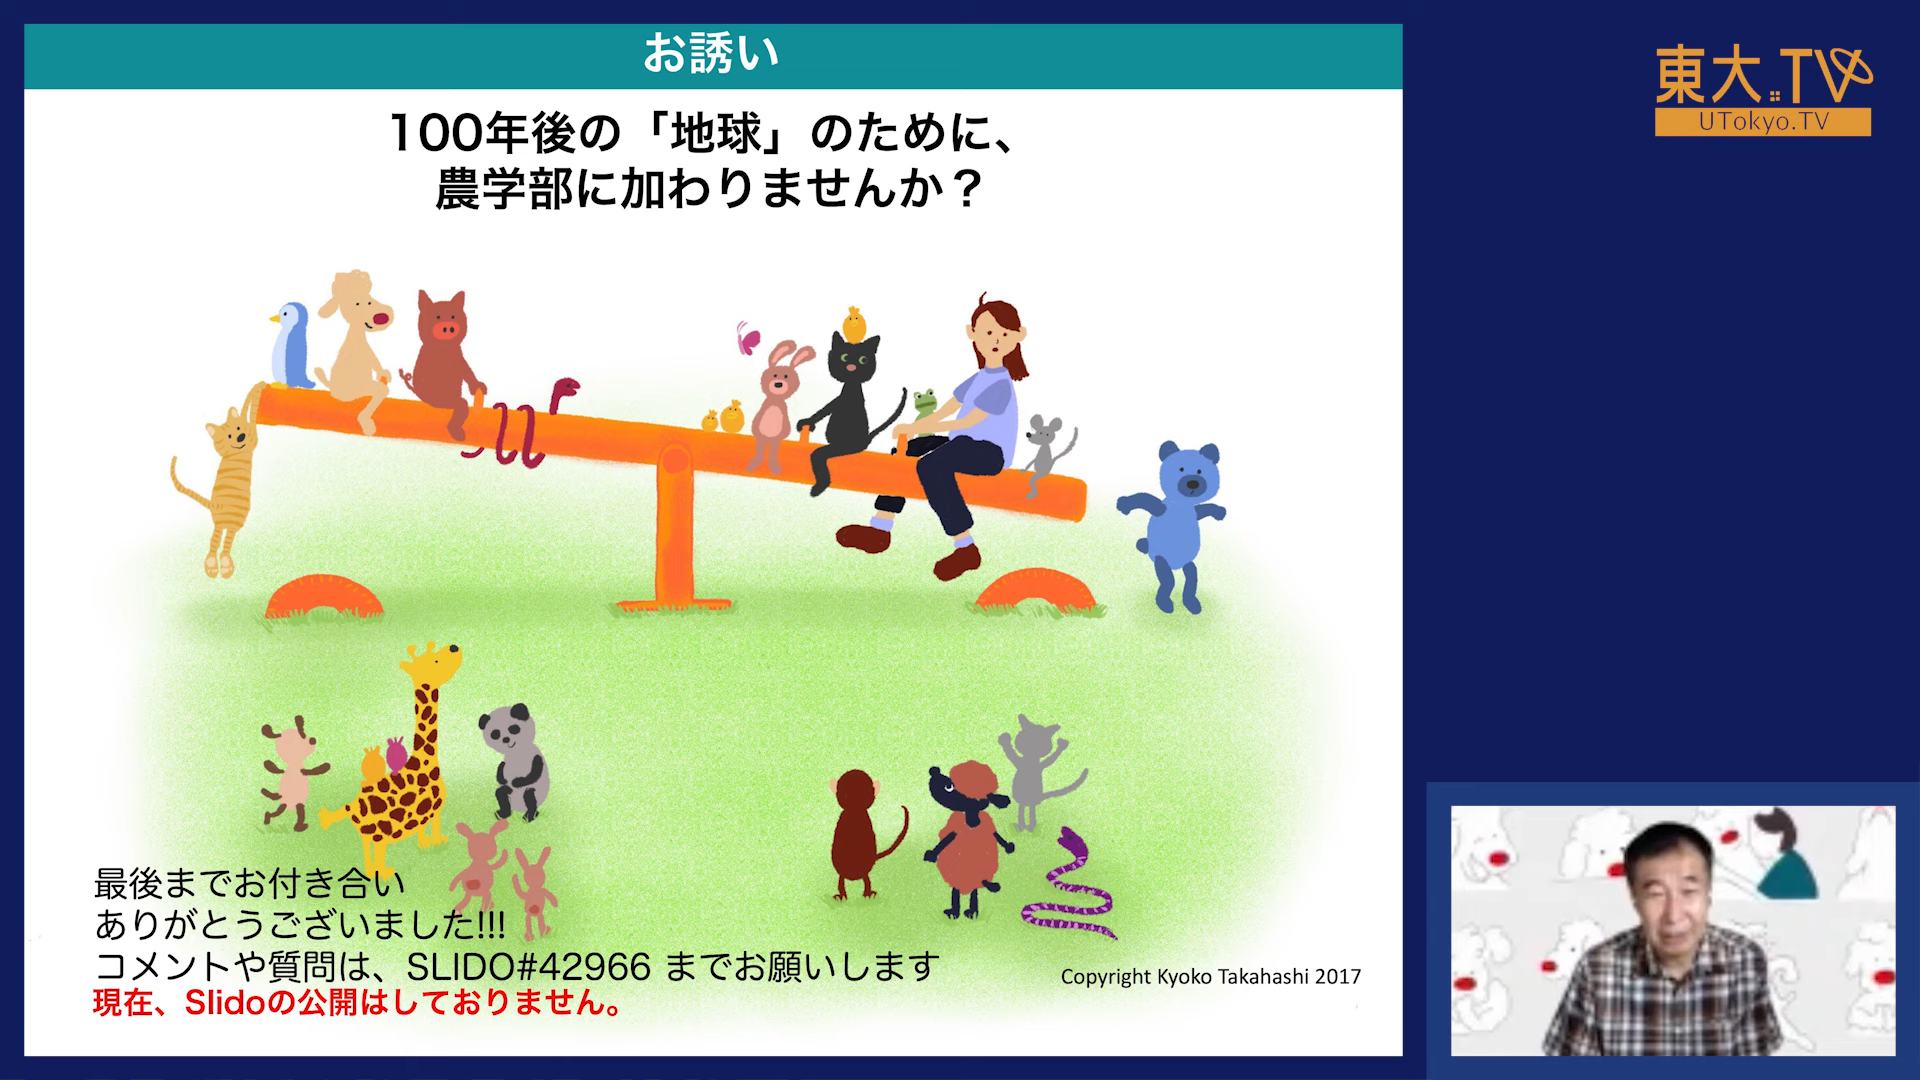 お誘い
100年後の「地球」のために、
農学部に加わりませんか？
最後までお付き合い
ありがとうございました!!!
コメントや質問は、SLIDO#42966 までお願いします
現在、Slidoの公開はしておりません。
Copyright Kyoko Takahashi 2017
東大TV
UTokyo.TV